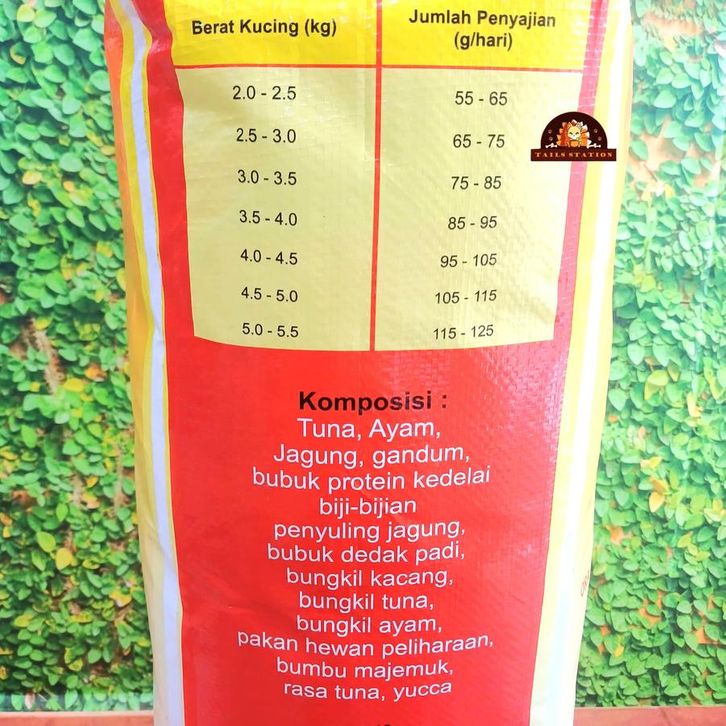 Berat Kucing (kg) Jumlah Penyajian (g/hari)
2.0 - 2.5 55 - 65
2.5 - 3.0 65 - 75
3.0 - 3.5 75 - 85
3.5 - 4.0 85 - 95
4.0 - 4.5 95 - 105
4.5 - 5.0 105 - 115
5.0 - 5.5 115 - 125
TAILS STATION
Komposisi :
Tuna, Ayam,
Jagung, gandum,
bubuk protein kedelai
biji-bijian
penyuling jagung,
bubuk dedak padi,
bungkil kacang,
bungkil tuna,
bungkil ayam,
pakan hewan peliharaan,
bumbu majemuk,
rasa tuna, yucca